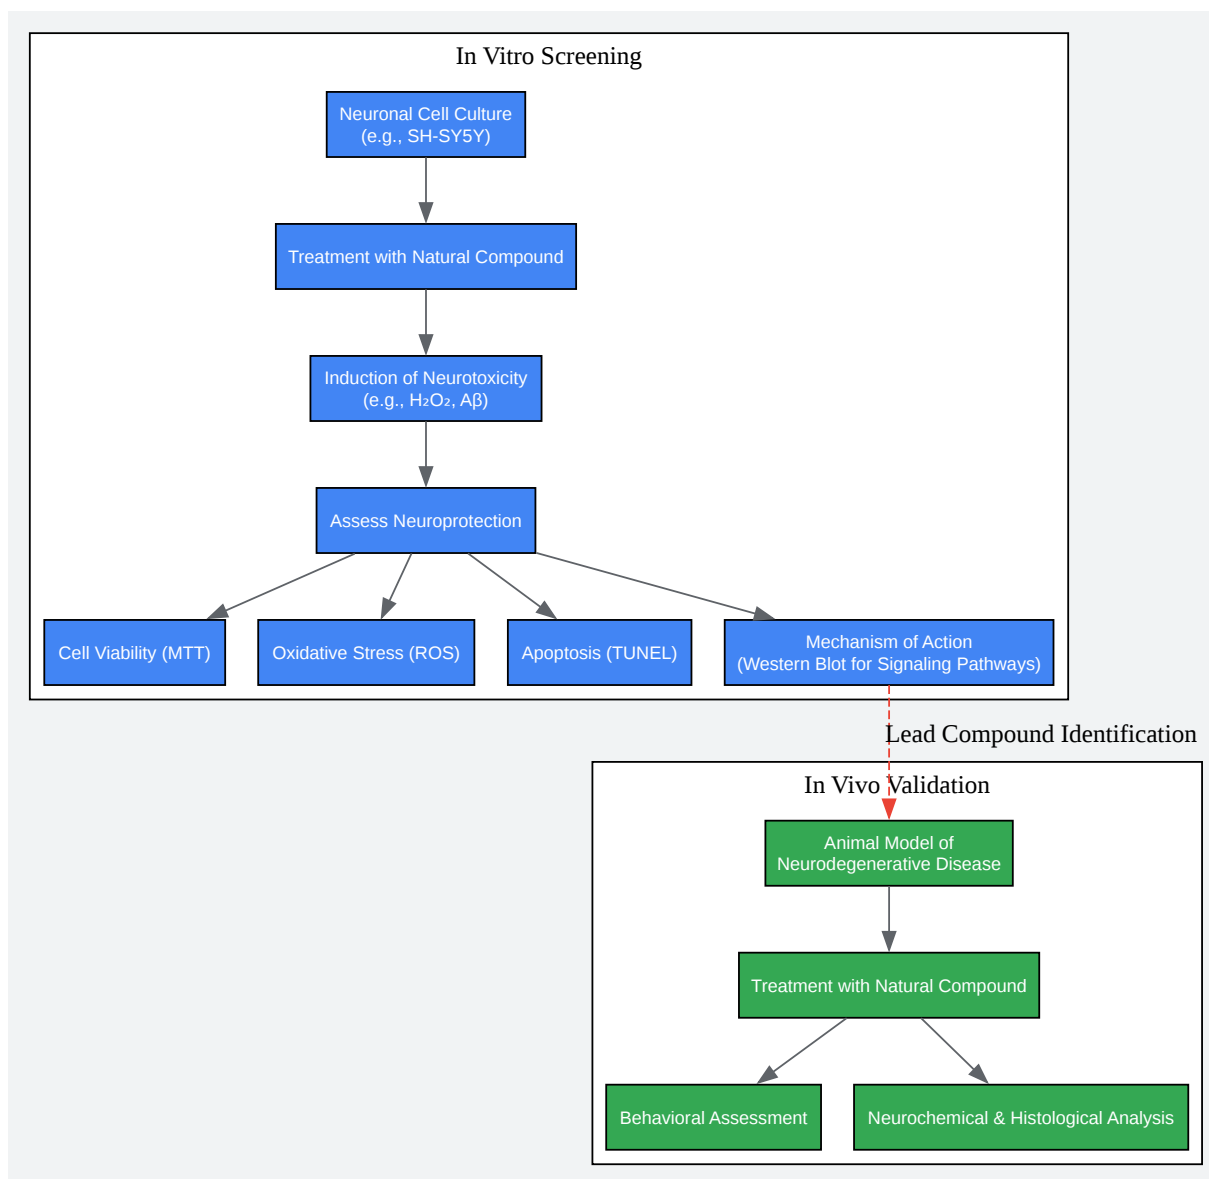 In Vitro Screening
Neuronal Cell Culture
(e.g., SH-SY5Y)
Treatment with Natural Compound
Induction of Neurotoxicity
(e.g., H₂O₂, Aβ)
Assess Neuroprotection
Cell Viability (MTT)
Oxidative Stress (ROS)
Apoptosis (TUNEL)
Mechanism of Action
(Western Blot for Signaling Pathways)
Lead Compound Identification
In Vivo Validation
Animal Model of
Neurodegenerative Disease
Treatment with Natural Compound
Behavioral Assessment
Neurochemical & Histological Analysis